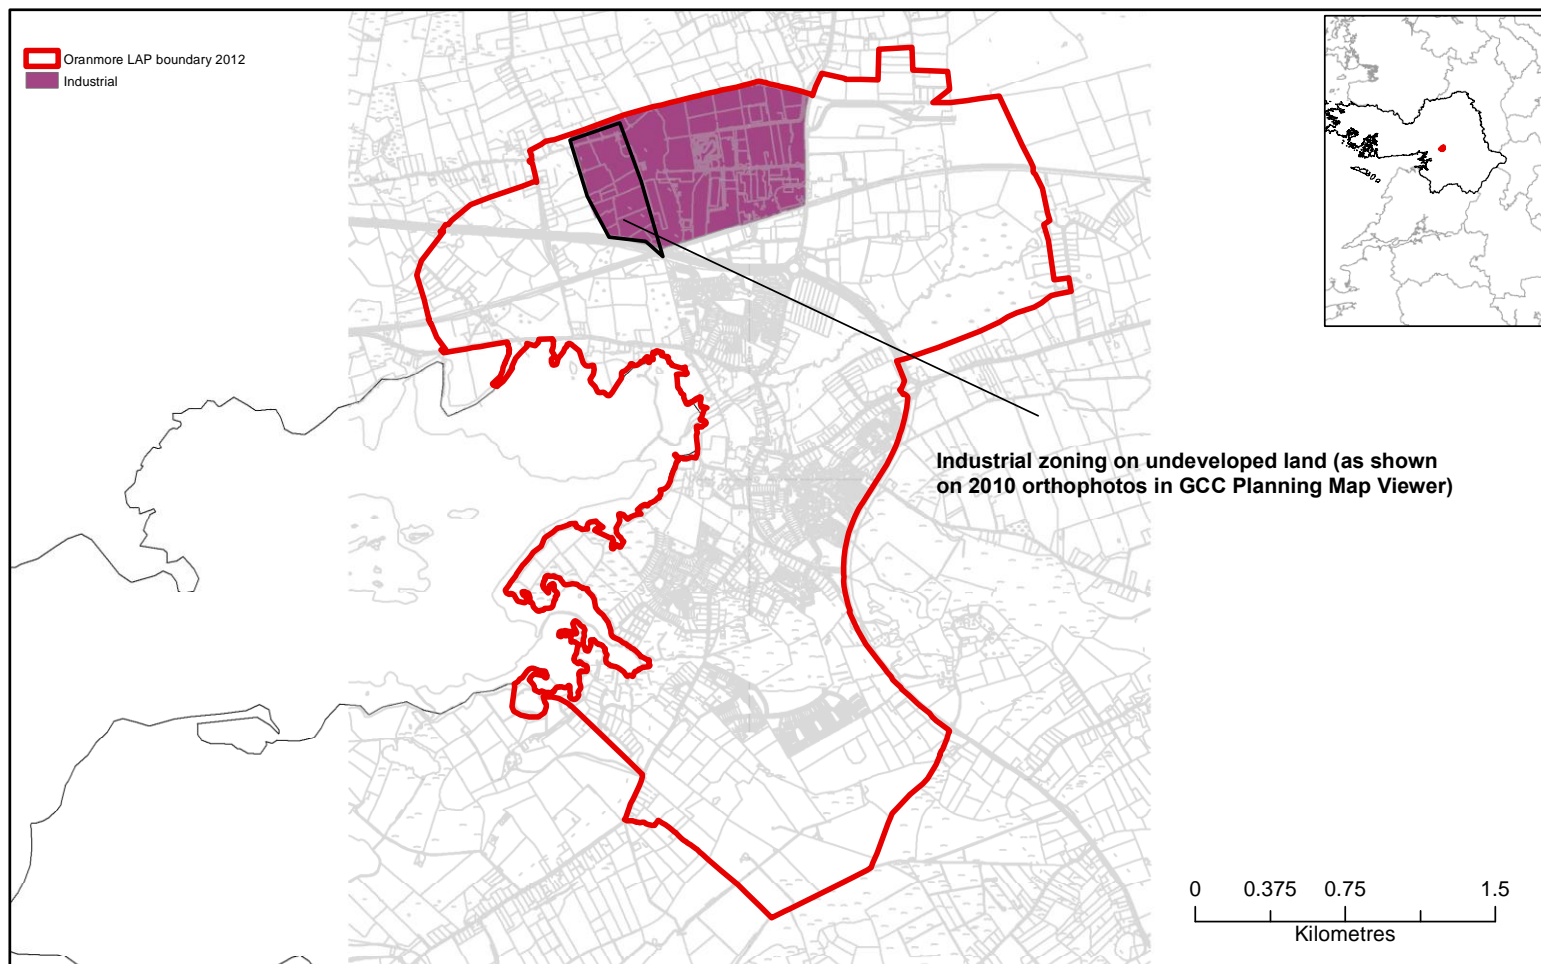 Oranmore LAP boundary 2012
Industrial
Industrial zoning on undeveloped land (as shown
on 2010 orthophotos in GCC Planning Map Viewer)
0 0.375 0.75 1.5
Kilometres